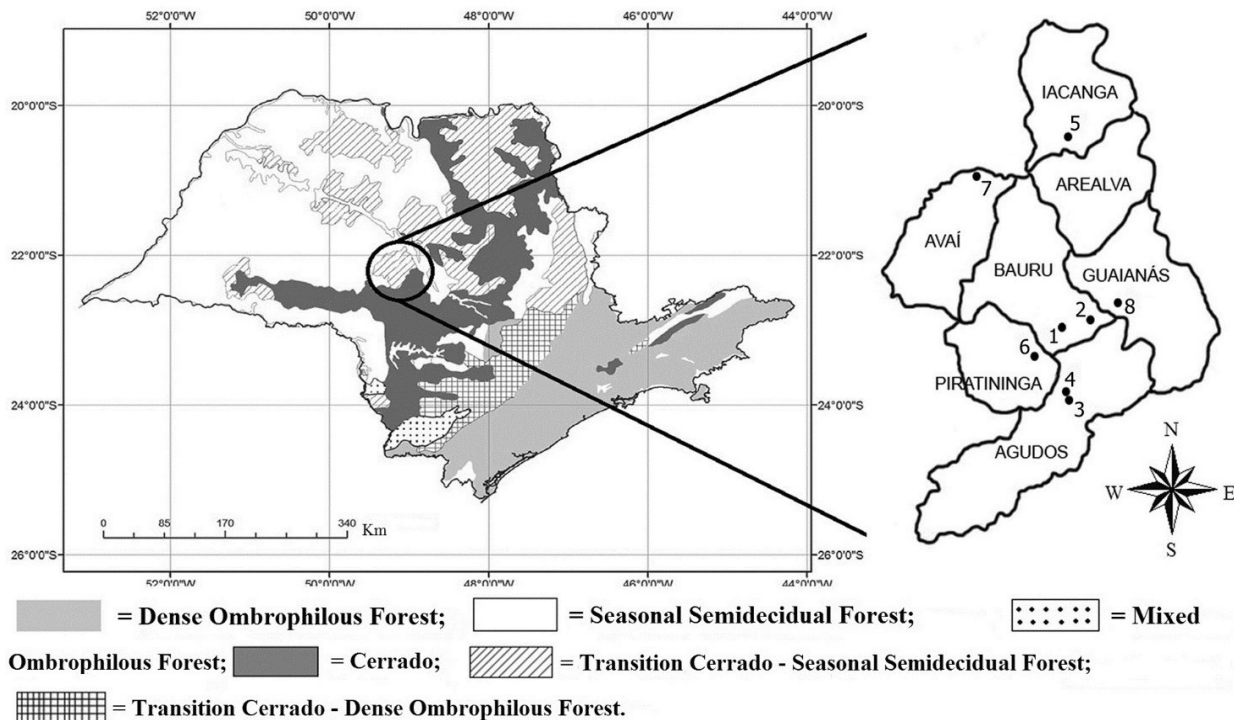 52°0'0"W 50°0'0"W 48°0'0"W 46°0'0"W 44°0'0"W
20°0'0"S 20°0'0"S
22°0'0"S 22°0'0"S
24°0'0"S 24°0'0"S
26°0'0"S 26°0'0"S
0 85 170 340 Km
52°0'0"W 50°0'0"W 48°0'0"W 46°0'0"W 44°0'0"W
IACANGA
5
AREALVA
7
AVAÍ
BAURU
GUAIANÁS
2
8
1
6
PIRATININGA
4
3
AGUDOS
N
W E
S
= Dense Ombrophilous Forest; = Seasonal Semidecidual Forest; = Mixed
Ombrophilous Forest; = Cerrado; = Transition Cerrado - Seasonal Semidecidual Forest;
= Transition Cerrado - Dense Ombrophilous Forest.